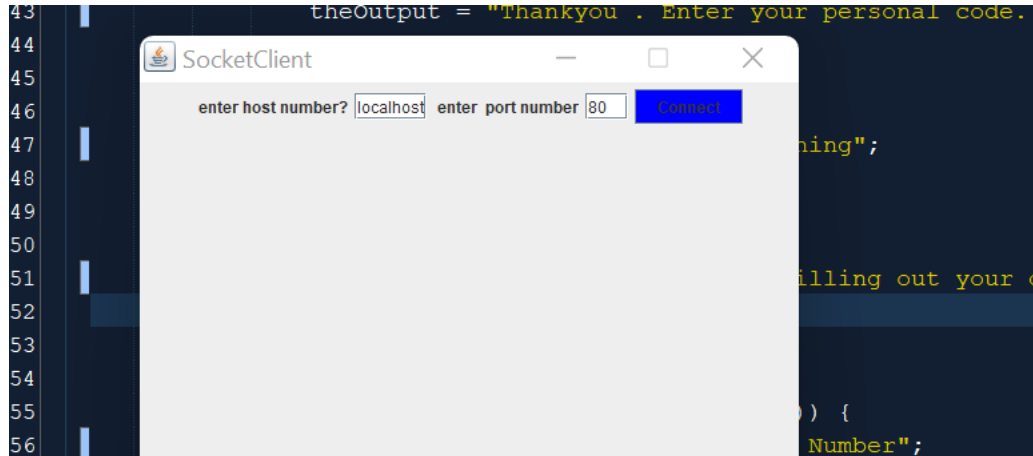 43 theOutput = "Thankyou . Enter your personal code.
44
SocketClient
45
46
enter host number? localhost enter port number 80 Connect
47 hing";
48
49
50
51 illing out your
52
53
54
55 ) {
56 Number";